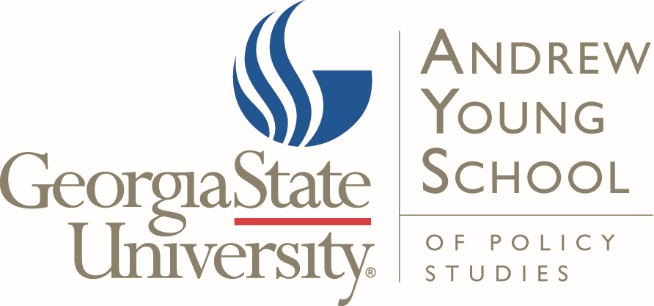 GeorgiaState
University®
ANDREW
YOUNG
SCHOOL
OF POLICY
STUDIES